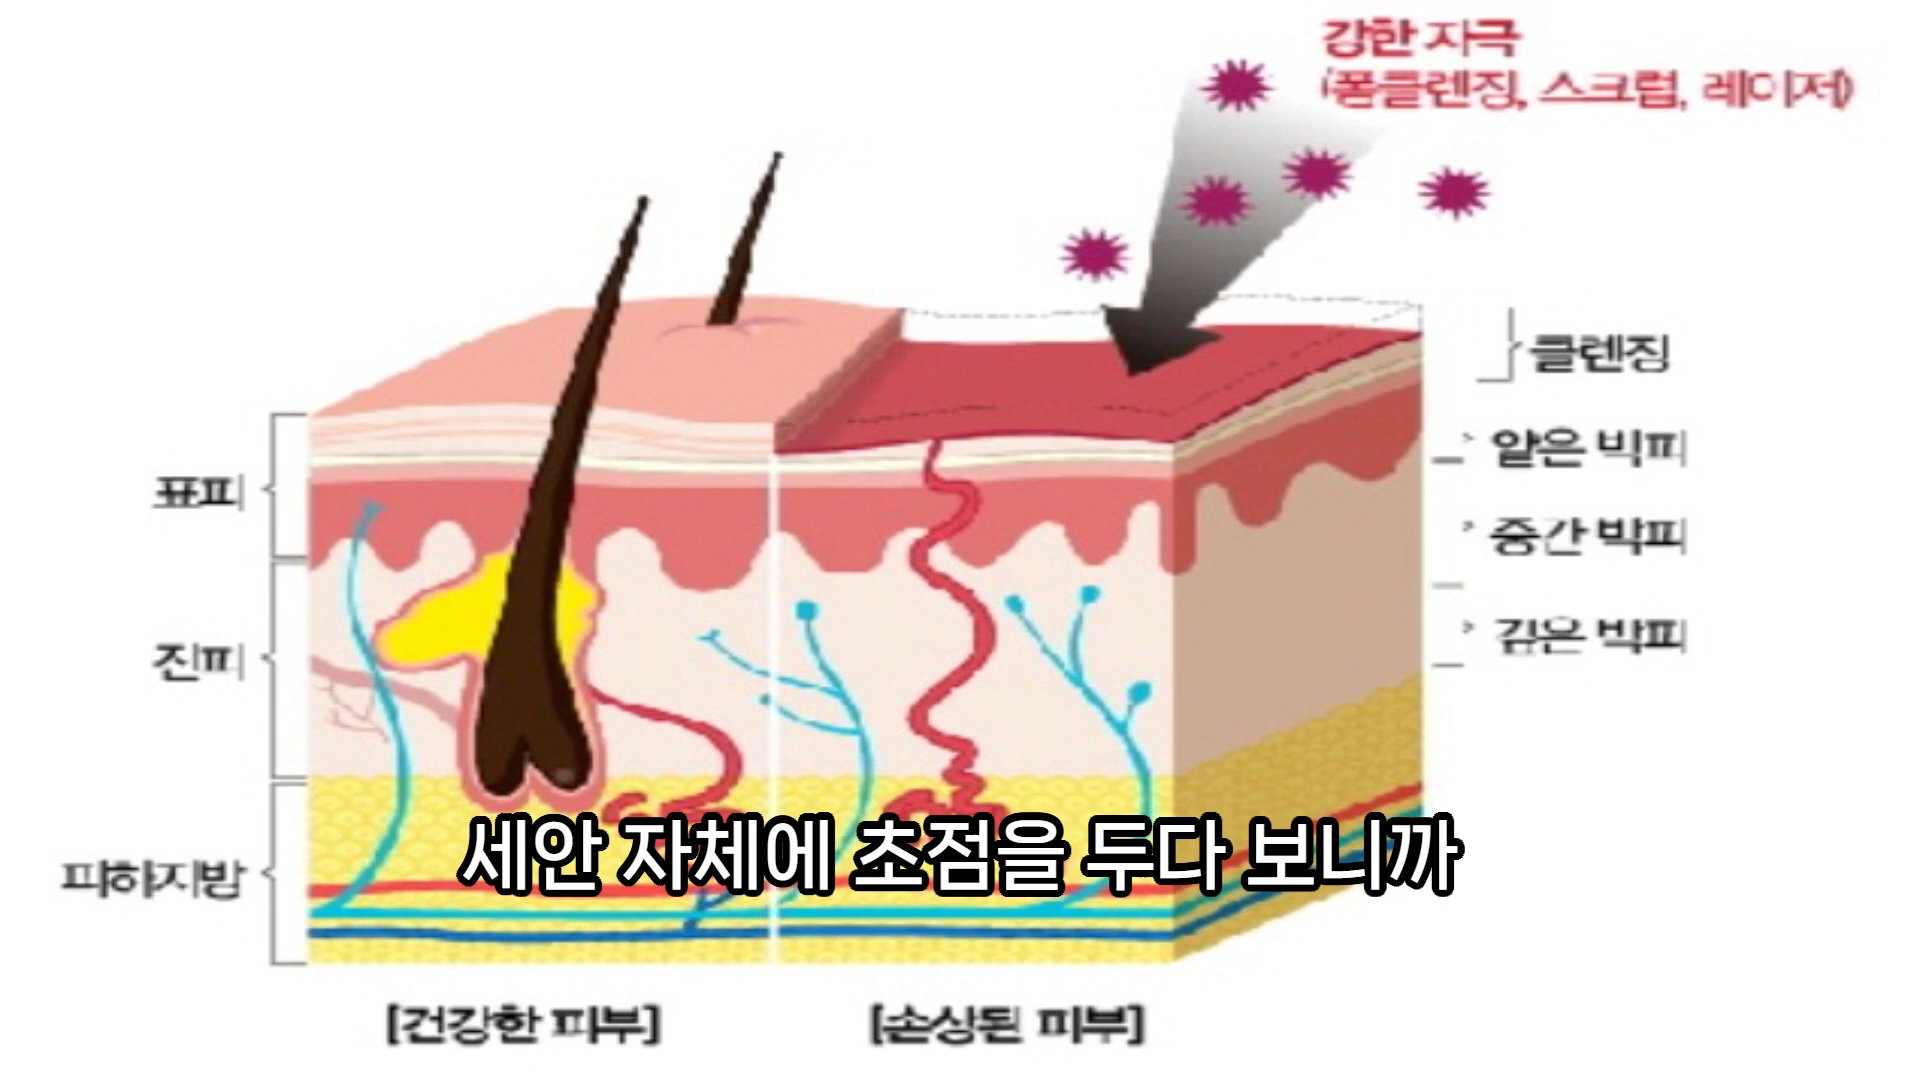 강한 자극
(폼클렌징, 스크럽, 레이저)
클렌징
얕은 박피
표피
중간 박피
진피
깊은 박피
피하지방
세안 자체에 초점을 두다 보니까
[건강한 피부]
[손상된 피부]